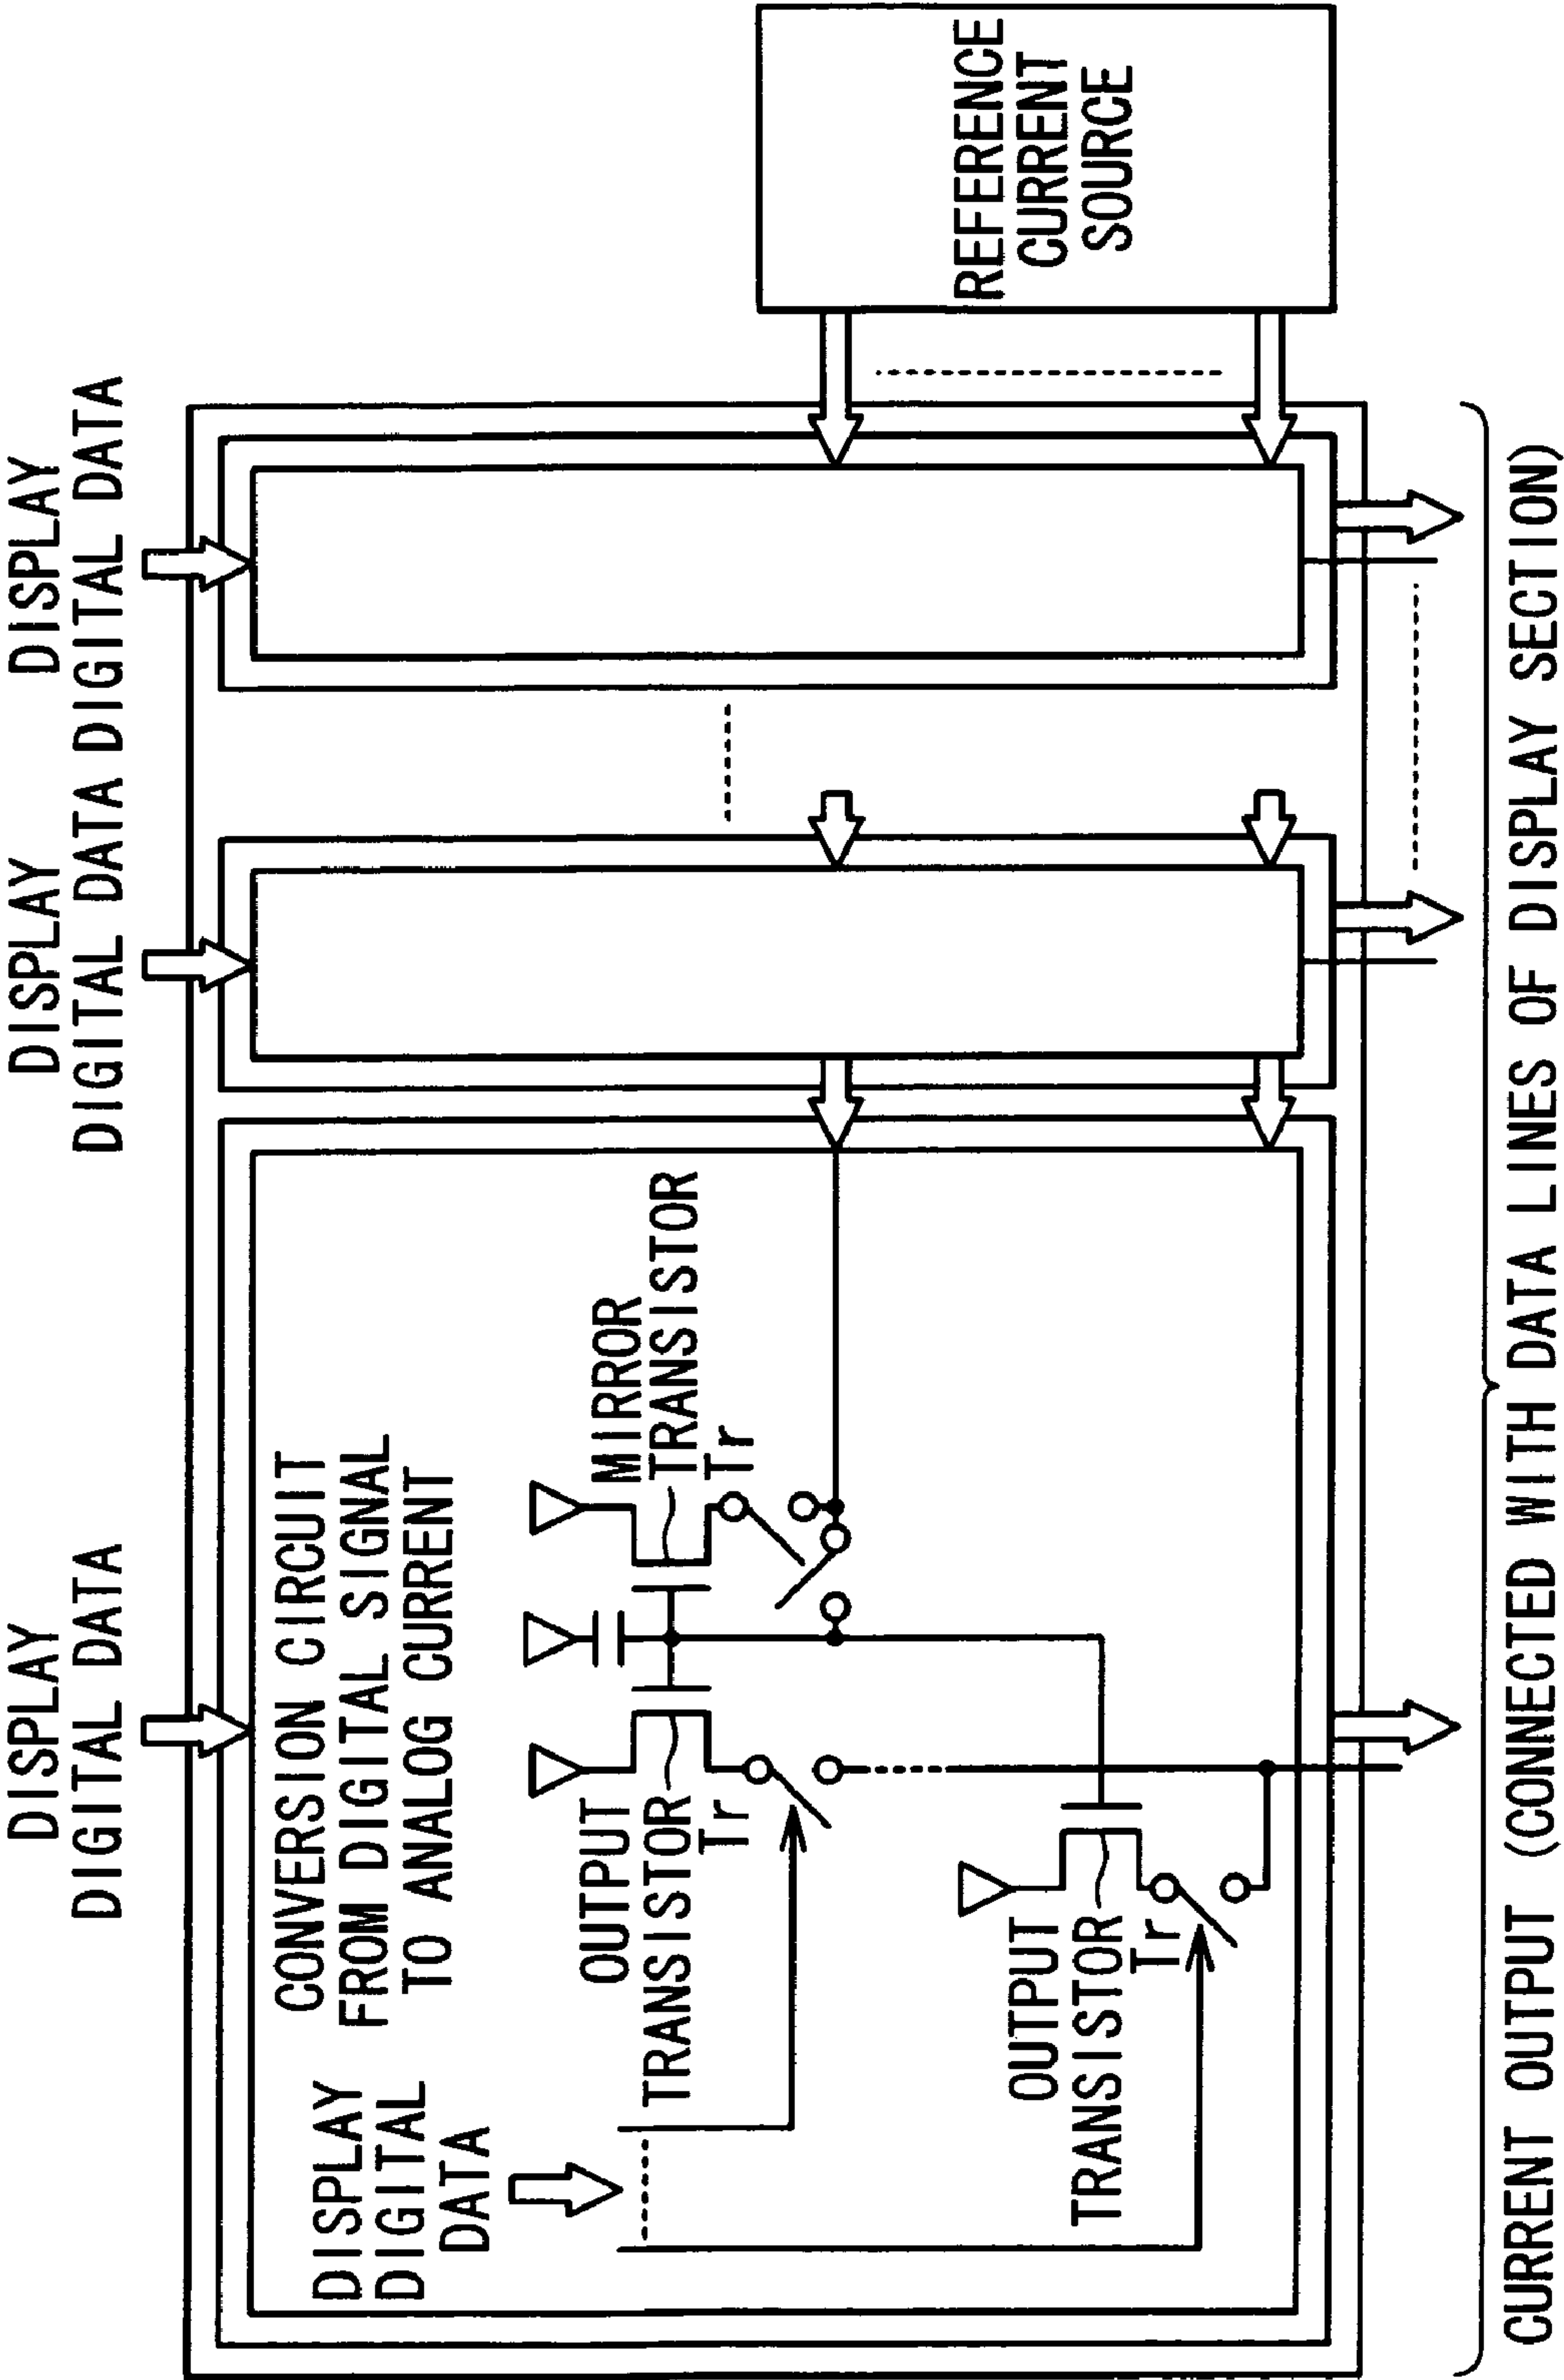 DISPLAY
DIGITAL DATA
DISPLAY
DIGITAL DATA
DISPLAY
DIGITAL DATA
CONVERSION CIRCUIT
FROM DIGITAL SIGNAL
TO ANALOG CURRENT
DISPLAY
DIGITAL
DATA
MIRROR
TRANSISTOR
Tr
OUTPUT
TRANSISTOR
Tr
OUTPUT
TRANSISTOR
Tr
REFERENCE
CURRENT
SOURCE
CURRENT OUTPUT (CONNECTED WITH DATA LINES OF DISPLAY SECTION)